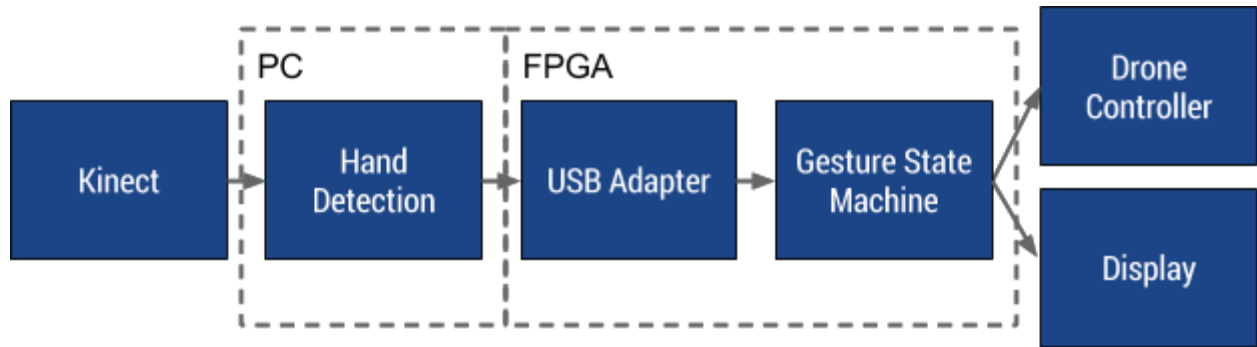 PC
FPGA
Kinect
Hand
Detection
USB Adapter
Gesture State
Machine
Drone
Controller
Display